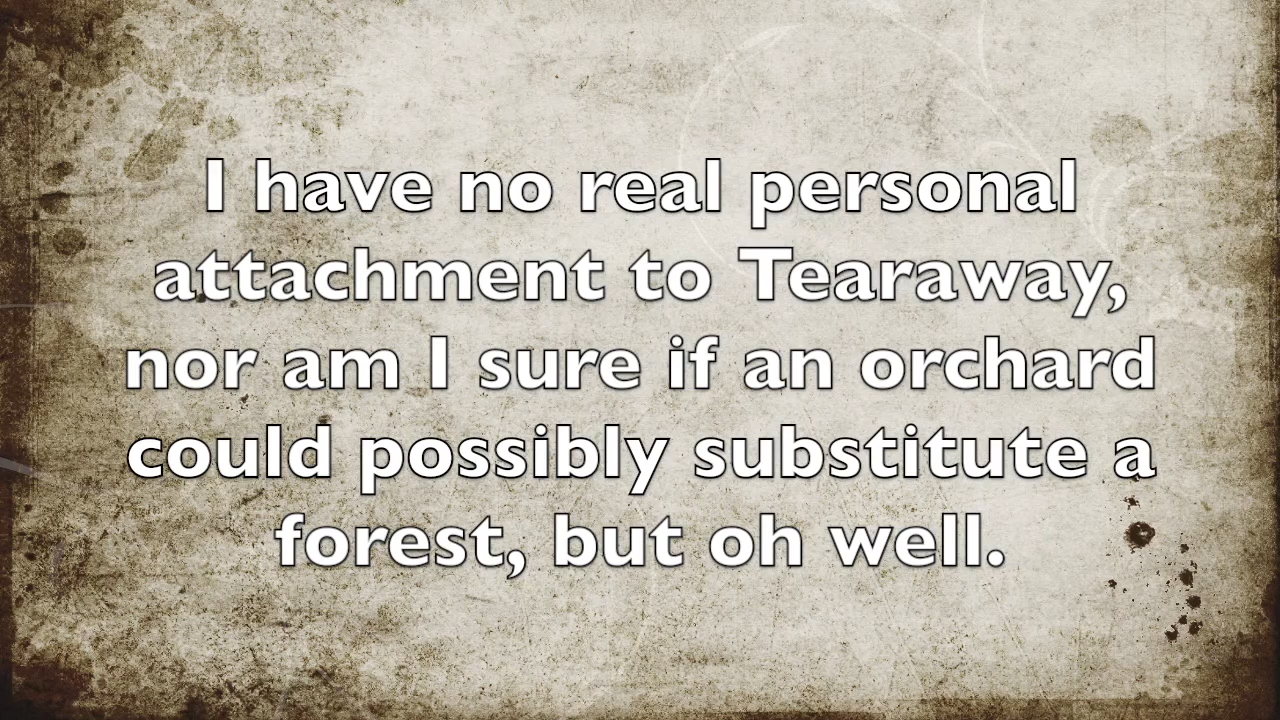 I have no real personal
attachment to Tearaway,
nor am I sure if an orchard
could possibly substitute a
forest, but oh well.